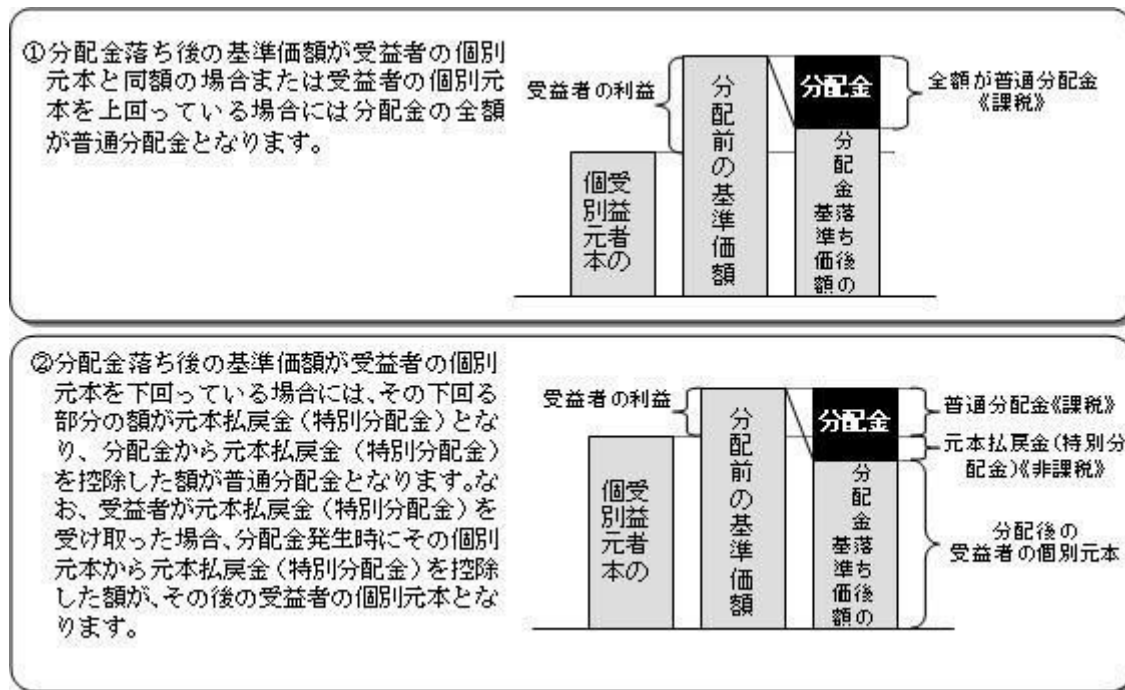 ①分配金落ち後の基準価額が受益者の個別
元本と同額の場合または受益者の個別元
本を上回っている場合には分配金の全額
が普通分配金となります。
受益者の利益
受益者の
個別元本
分配前の基準価額
分配金
分配金落ち後の
基準価額
全額が普通分配金
《課税》
②分配金落ち後の基準価額が受益者の個別
元本を下回っている場合には、その下回る
部分の額が元本払戻金(特別分配金)とな
り、分配金から元本払戻金(特別分配金)
を控除した額が普通分配金となります。な
お、受益者が元本払戻金(特別分配金)を
受け取った場合、分配金発生時にその個別
元本から元本払戻金(特別分配金)を控除
した額が、その後の受益者の個別元本とな
ります。
受益者の利益
受益者の
個別元本
分配前の基準価額
分配金
分配金落ち後の
基準価額
普通分配金《課税》
元本払戻金(特別分
配金)《非課税》
分配後の
受益者の個別元本